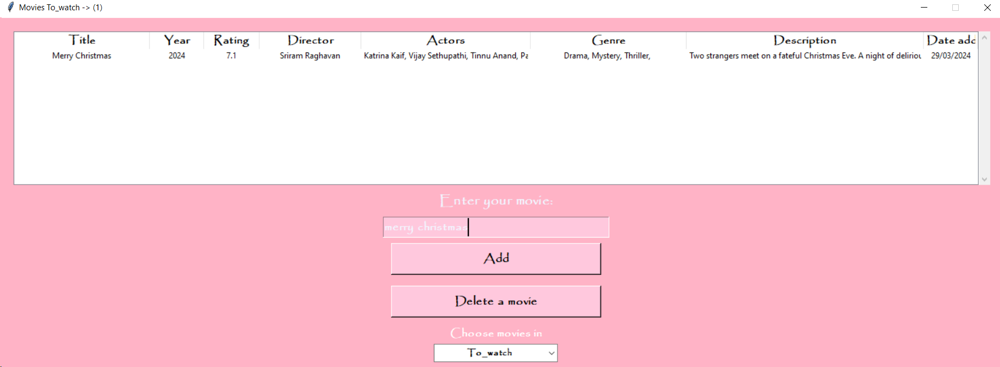 Movies To_watch -> (1)
Title Year Rating Director Actors Genre Description Date add
Merry Christmas 2024 7.1 Sriram Raghavan Katrina Kaif, Vijay Sethupathi, Tinnu Anand, Pa Drama, Mystery, Thriller, Two strangers meet on a fateful Christmas Eve. A night of deliriou 29/03/2024
Enter your movie:
merry christmas
Add
Delete a movie
Choose movies in
To_watch